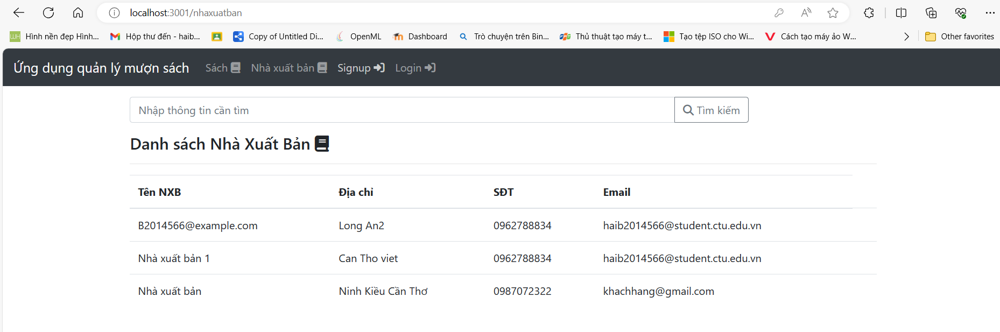 localhost:3001/nhaxuatban
Hình nền đẹp Hình... Hộp thư đến - haib... Copy of Untitled Di... OpenML Dashboard Trò chuyện trên Bin... Thủ thuật tạo máy t... Tạo tệp ISO cho Wi... Cách tạo máy ảo W... Other favorites
Ứng dụng quản lý mượn sách Sách Nhà xuất bản Signup Login
Nhập thông tin cần tìm Tìm kiếm
Danh sách Nhà Xuất Bản
Tên NXB Địa chỉ SĐT Email
B2014566@example.com Long An2 0962788834 haib2014566@student.ctu.edu.vn
Nhà xuất bản 1 Can Tho viet 0962788834 haib2014566@student.ctu.edu.vn
Nhà xuất bản Ninh Kiều Cần Thơ 0987072322 khachhang@gmail.com